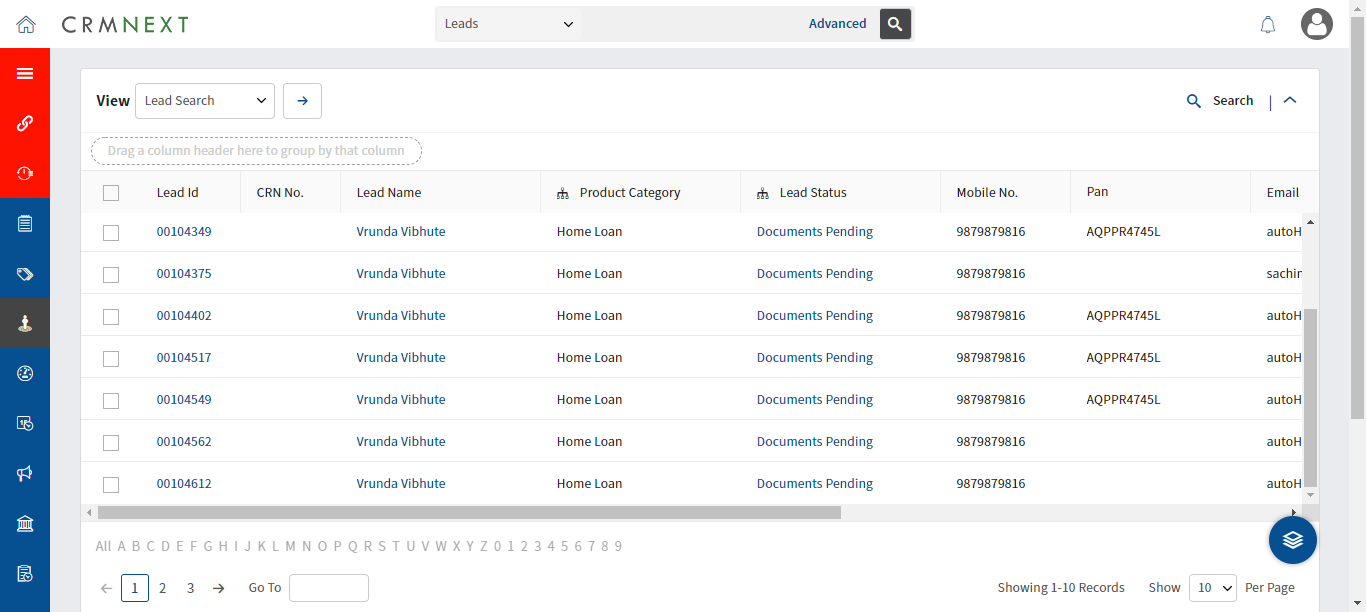 CRMNEXT Leads Advanced
View Lead Search Search |
Drag a column header here to group by that column
Lead Id CRN No. Lead Name Product Category Lead Status Mobile No. Pan Email
00104349 Vrunda Vibhute Home Loan Documents Pending 9879879816 AQPPR4745L autoH
00104375 Vrunda Vibhute Home Loan Documents Pending 9879879816 sachin
00104402 Vrunda Vibhute Home Loan Documents Pending 9879879816 AQPPR4745L autoH
00104517 Vrunda Vibhute Home Loan Documents Pending 9879879816 AQPPR4745L autoH
00104549 Vrunda Vibhute Home Loan Documents Pending 9879879816 AQPPR4745L autoH
00104562 Vrunda Vibhute Home Loan Documents Pending 9879879816 autoH
00104612 Vrunda Vibhute Home Loan Documents Pending 9879879816 autoH
All A B C D E F G H I J K L M N O P Q R S T U V W X Y Z 0 1 2 3 4 5 6 7 8 9
1 2 3 Go To Showing 1-10 Records Show 10 Per Page